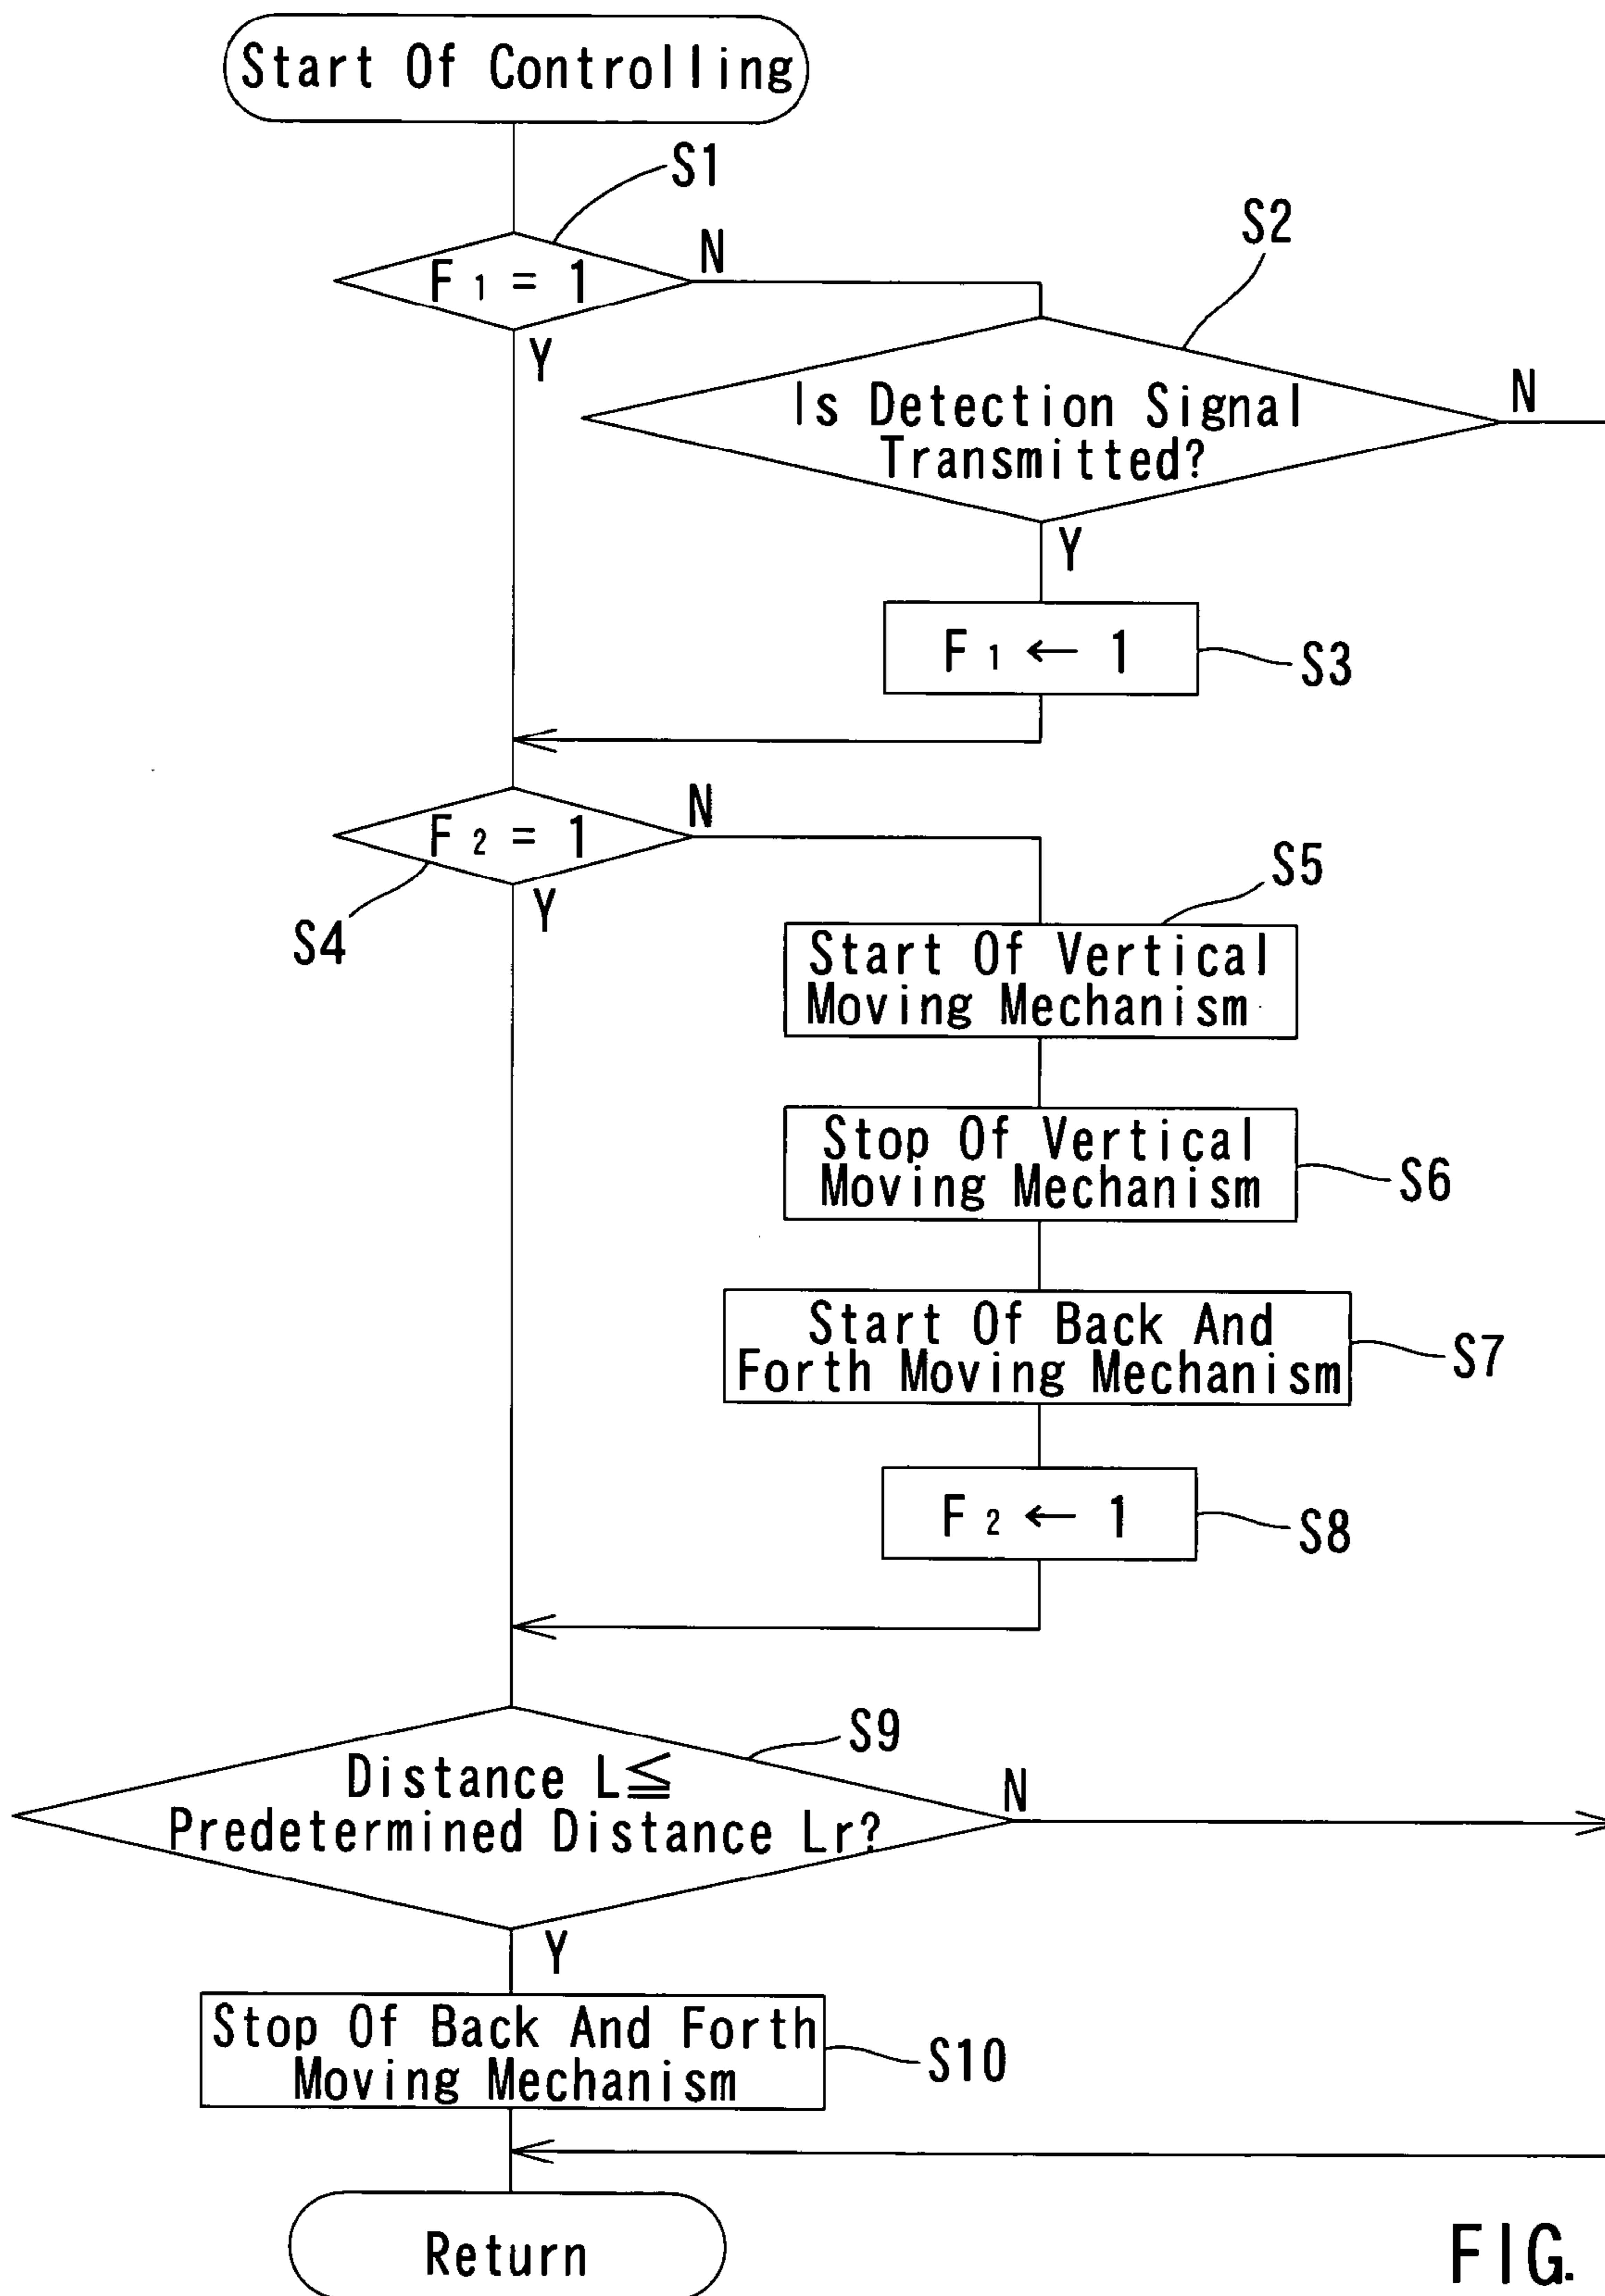 Start Of Controlling
S1
F1 = 1
N
Y
S2
Is Detection Signal
Transmitted?
N
Y
F1 ← 1
S3
F2 = 1
N
Y
S4
S5
Start Of Vertical
Moving Mechanism
Stop Of Vertical
Moving Mechanism
S6
Start Of Back And
Forth Moving Mechanism
S7
F2 ← 1
S8
S9
Distance L≦
Predetermined Distance Lr?
N
Y
Stop Of Back And Forth
Moving Mechanism
S10
Return
FIG.